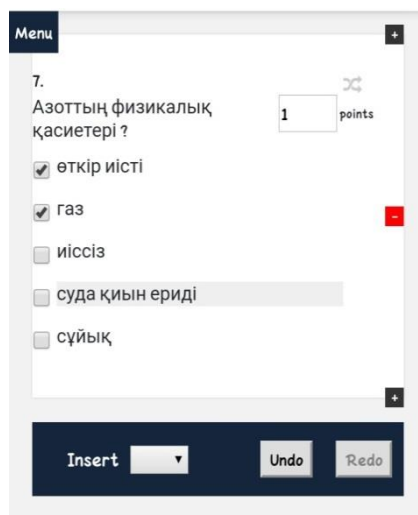 Menu
+
7.
Азоттың физикалық
қасиетері ?
1
points
өткір иісті
газ
-
иіссіз
суда қиын ериді
сұйық
+
Insert
Undo
Redo